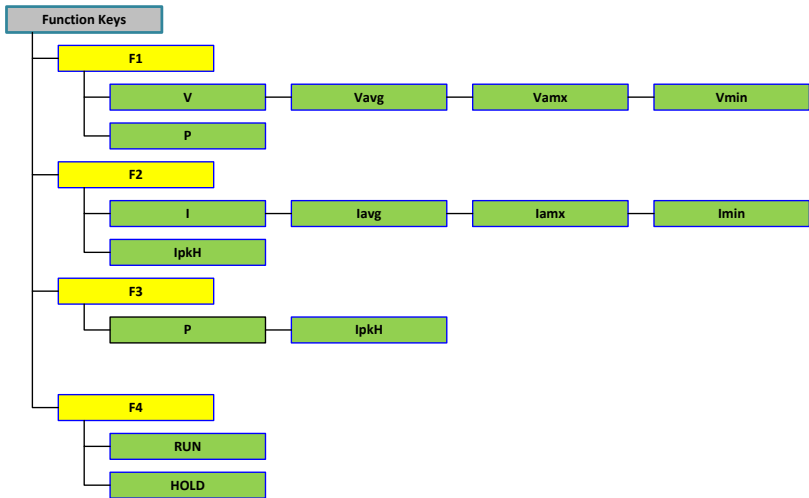 Function Keys
F1
V Vavg Vamx Vmin
P
F2
I Iavg Iamx Imin
IpkH
F3
P IpkH
F4
RUN
HOLD